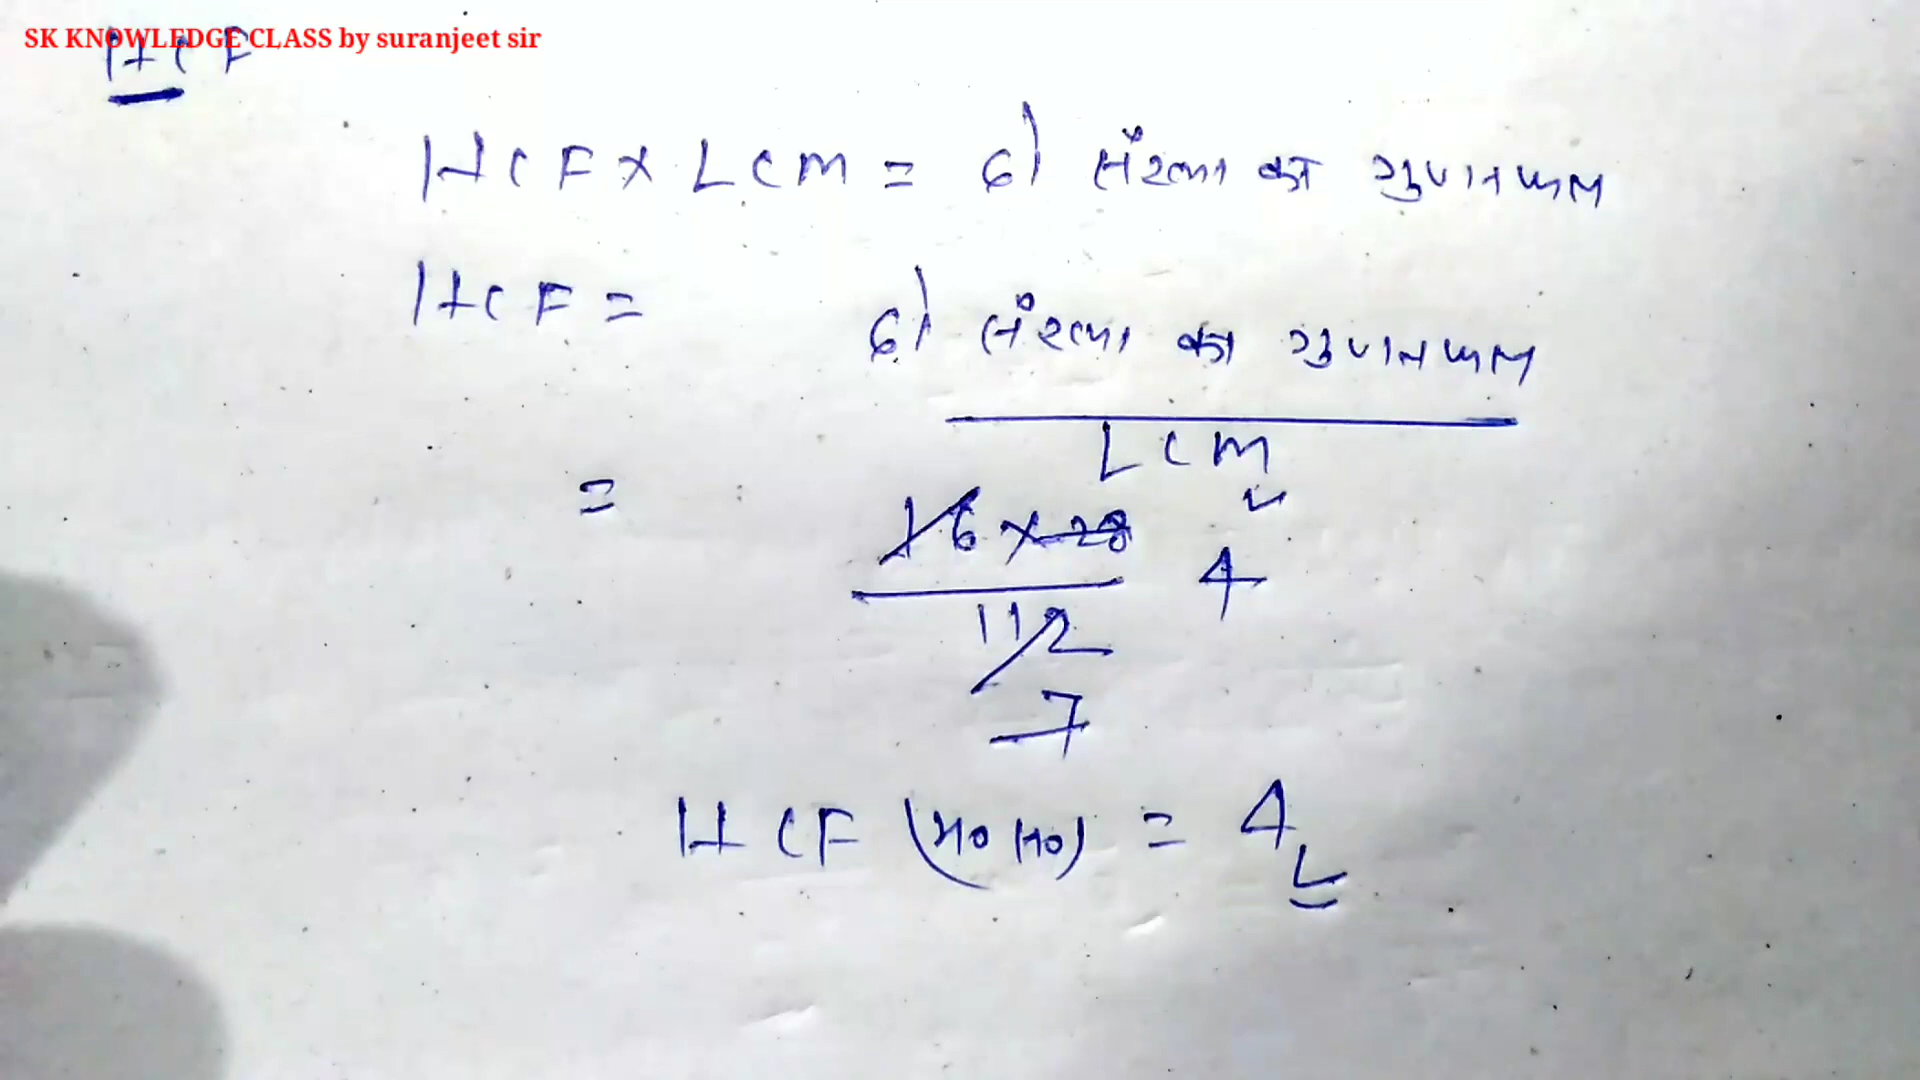 SK KNOWLEDGE CLASS by suranjeet sir
HCF
HCF × LCM = दो संख्या का गुणनफल
HCF = दो संख्या का गुणनफल
LCM
= 16 × 28 4
112
7
HCF (म० स०) = 4